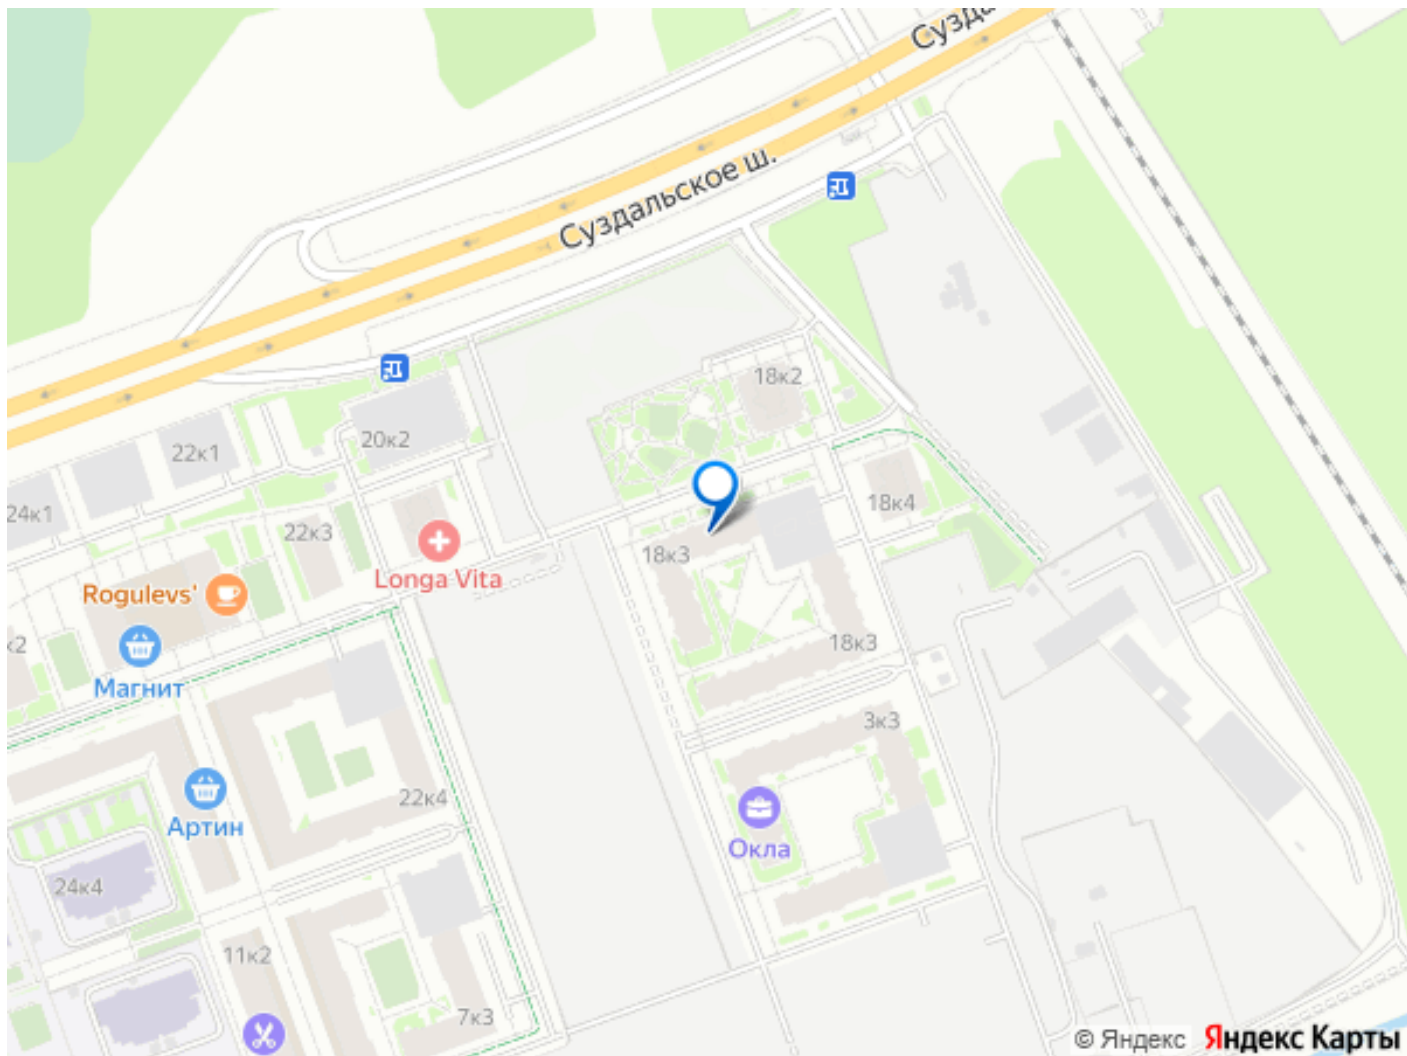 Сузда
Суздальское ш.
18к2
20к2
22к1
24к1
22к3
18к4
18к3
Longa Vita
Rogulevs'
к2
Магнит
18к3
3к3
22к4
Артин
Окла
24к4
11к2
7к3
© Яндекс Яндекс Карты